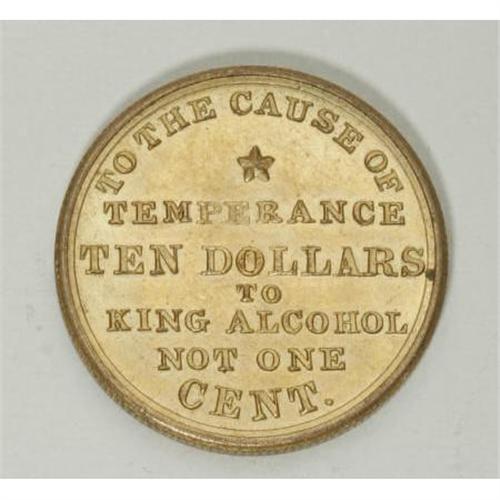 TO THE CAUSE OF
TEMPERANCE
TEN DOLLARS
TO
KING ALCOHOL
NOT ONE
CENT.